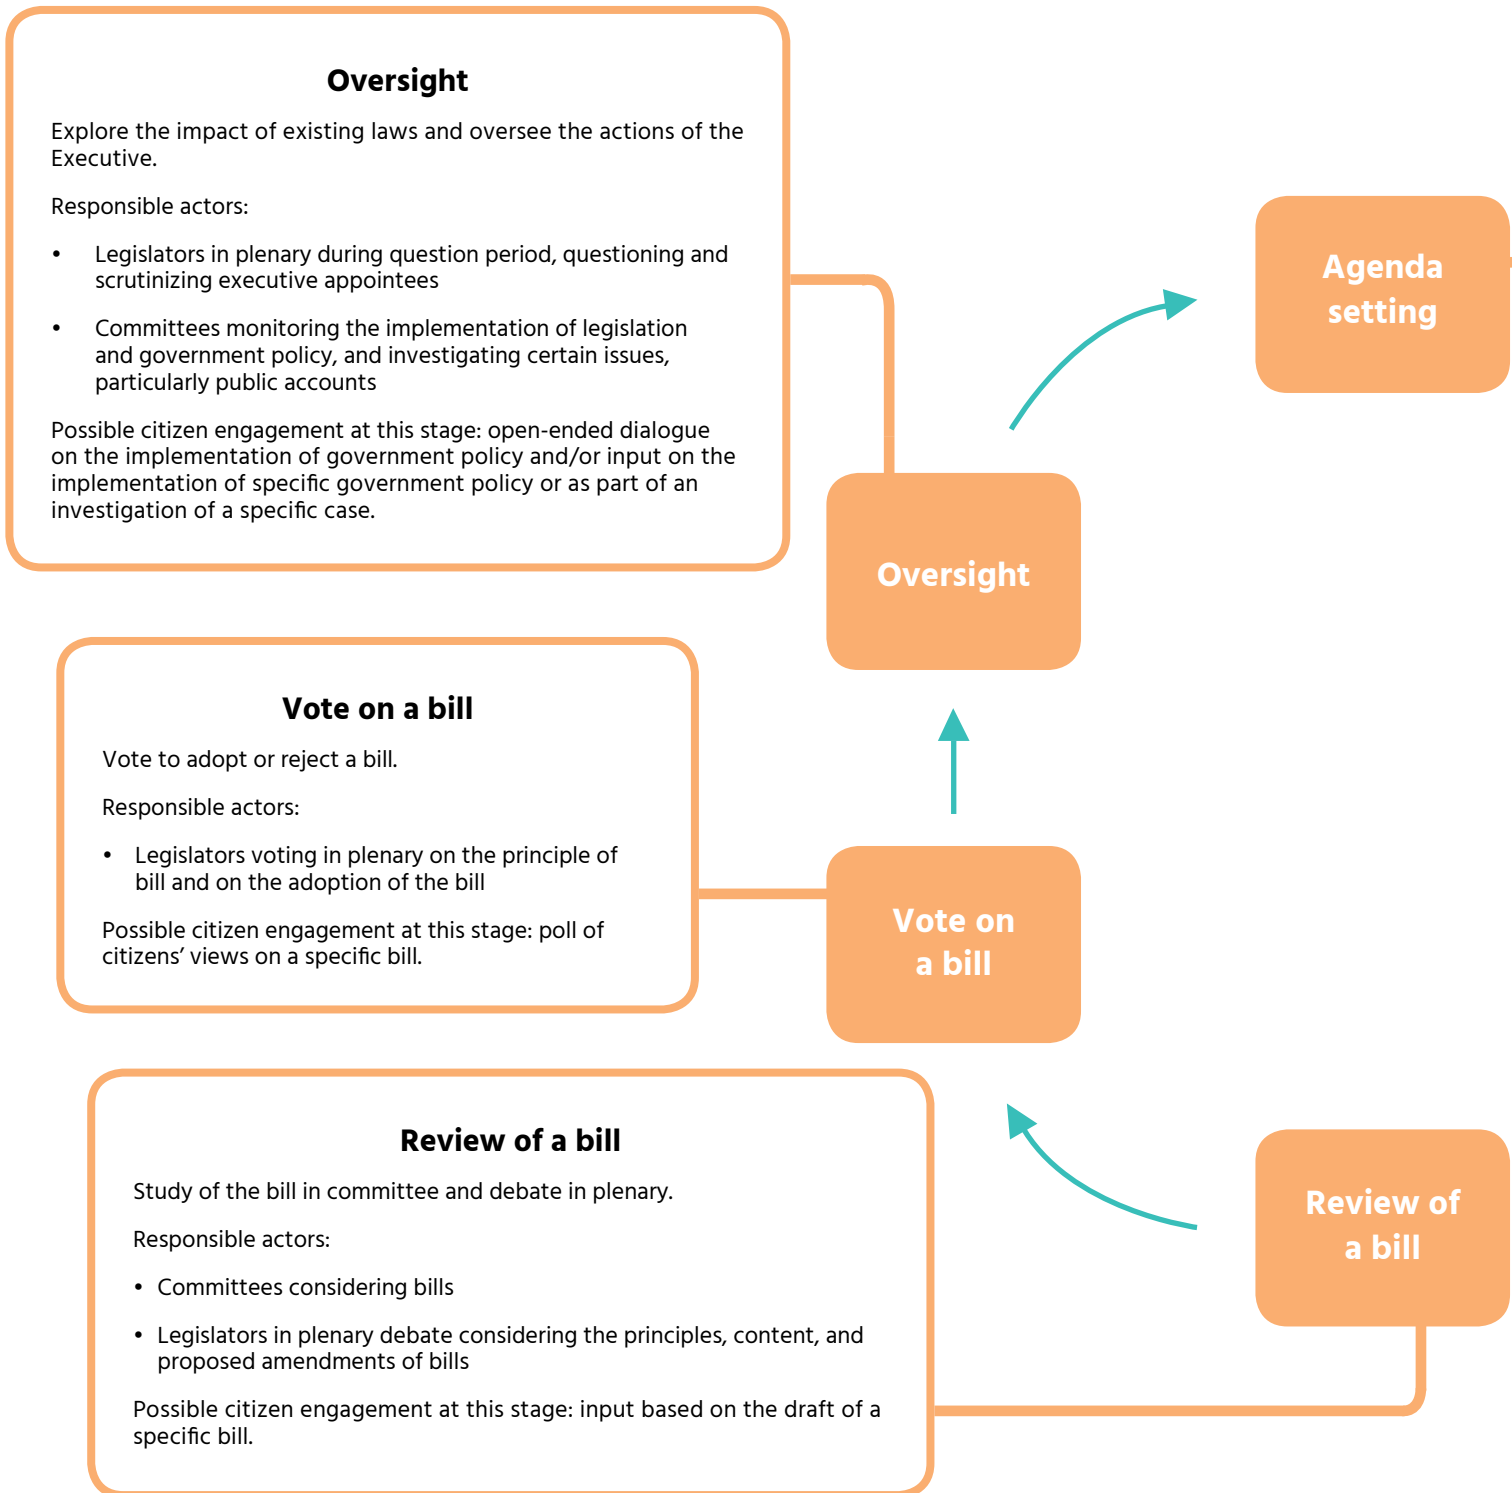 Oversight
Explore the impact of existing laws and oversee the actions of the
Executive.
Responsible actors:
• Legislators in plenary during question period, questioning and
scrutinizing executive appointees
• Committees monitoring the implementation of legislation
and government policy, and investigating certain issues,
particularly public accounts
Possible citizen engagement at this stage: open-ended dialogue
on the implementation of government policy and/or input on the
implementation of specific government policy or as part of an
investigation of a specific case.
Agenda
setting
Oversight
Vote on a bill
Vote to adopt or reject a bill.
Responsible actors:
• Legislators voting in plenary on the principle of
bill and on the adoption of the bill
Possible citizen engagement at this stage: poll of
citizens’ views on a specific bill.
Vote on
a bill
Review of a bill
Study of the bill in committee and debate in plenary.
Responsible actors:
• Committees considering bills
• Legislators in plenary debate considering the principles, content, and
proposed amendments of bills
Possible citizen engagement at this stage: input based on the draft of a
specific bill.
Review of
a bill